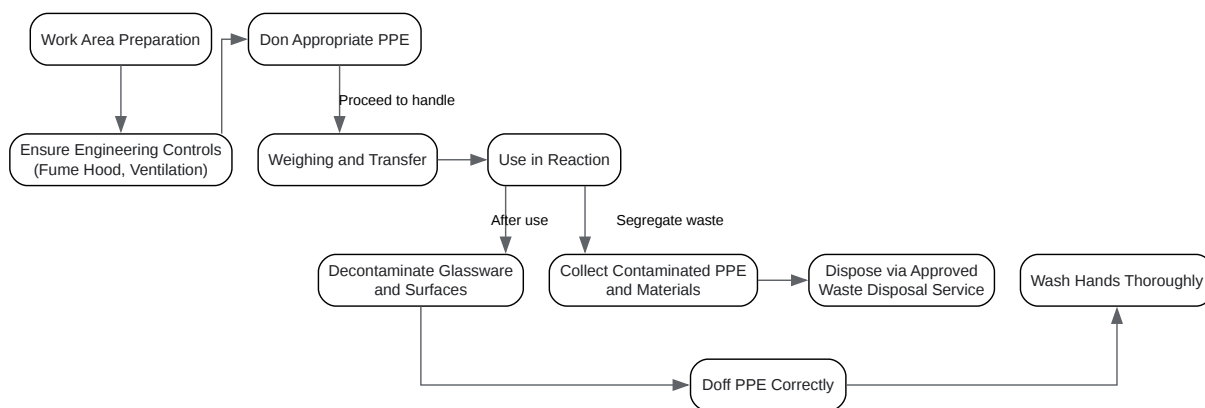 Work Area Preparation
Don Appropriate PPE
Proceed to handle
Ensure Engineering Controls
(Fume Hood, Ventilation)
Weighing and Transfer
Use in Reaction
After use
Segregate waste
Decontaminate Glassware
and Surfaces
Collect Contaminated PPE
and Materials
Dispose via Approved
Waste Disposal Service
Wash Hands Thoroughly
Doff PPE Correctly